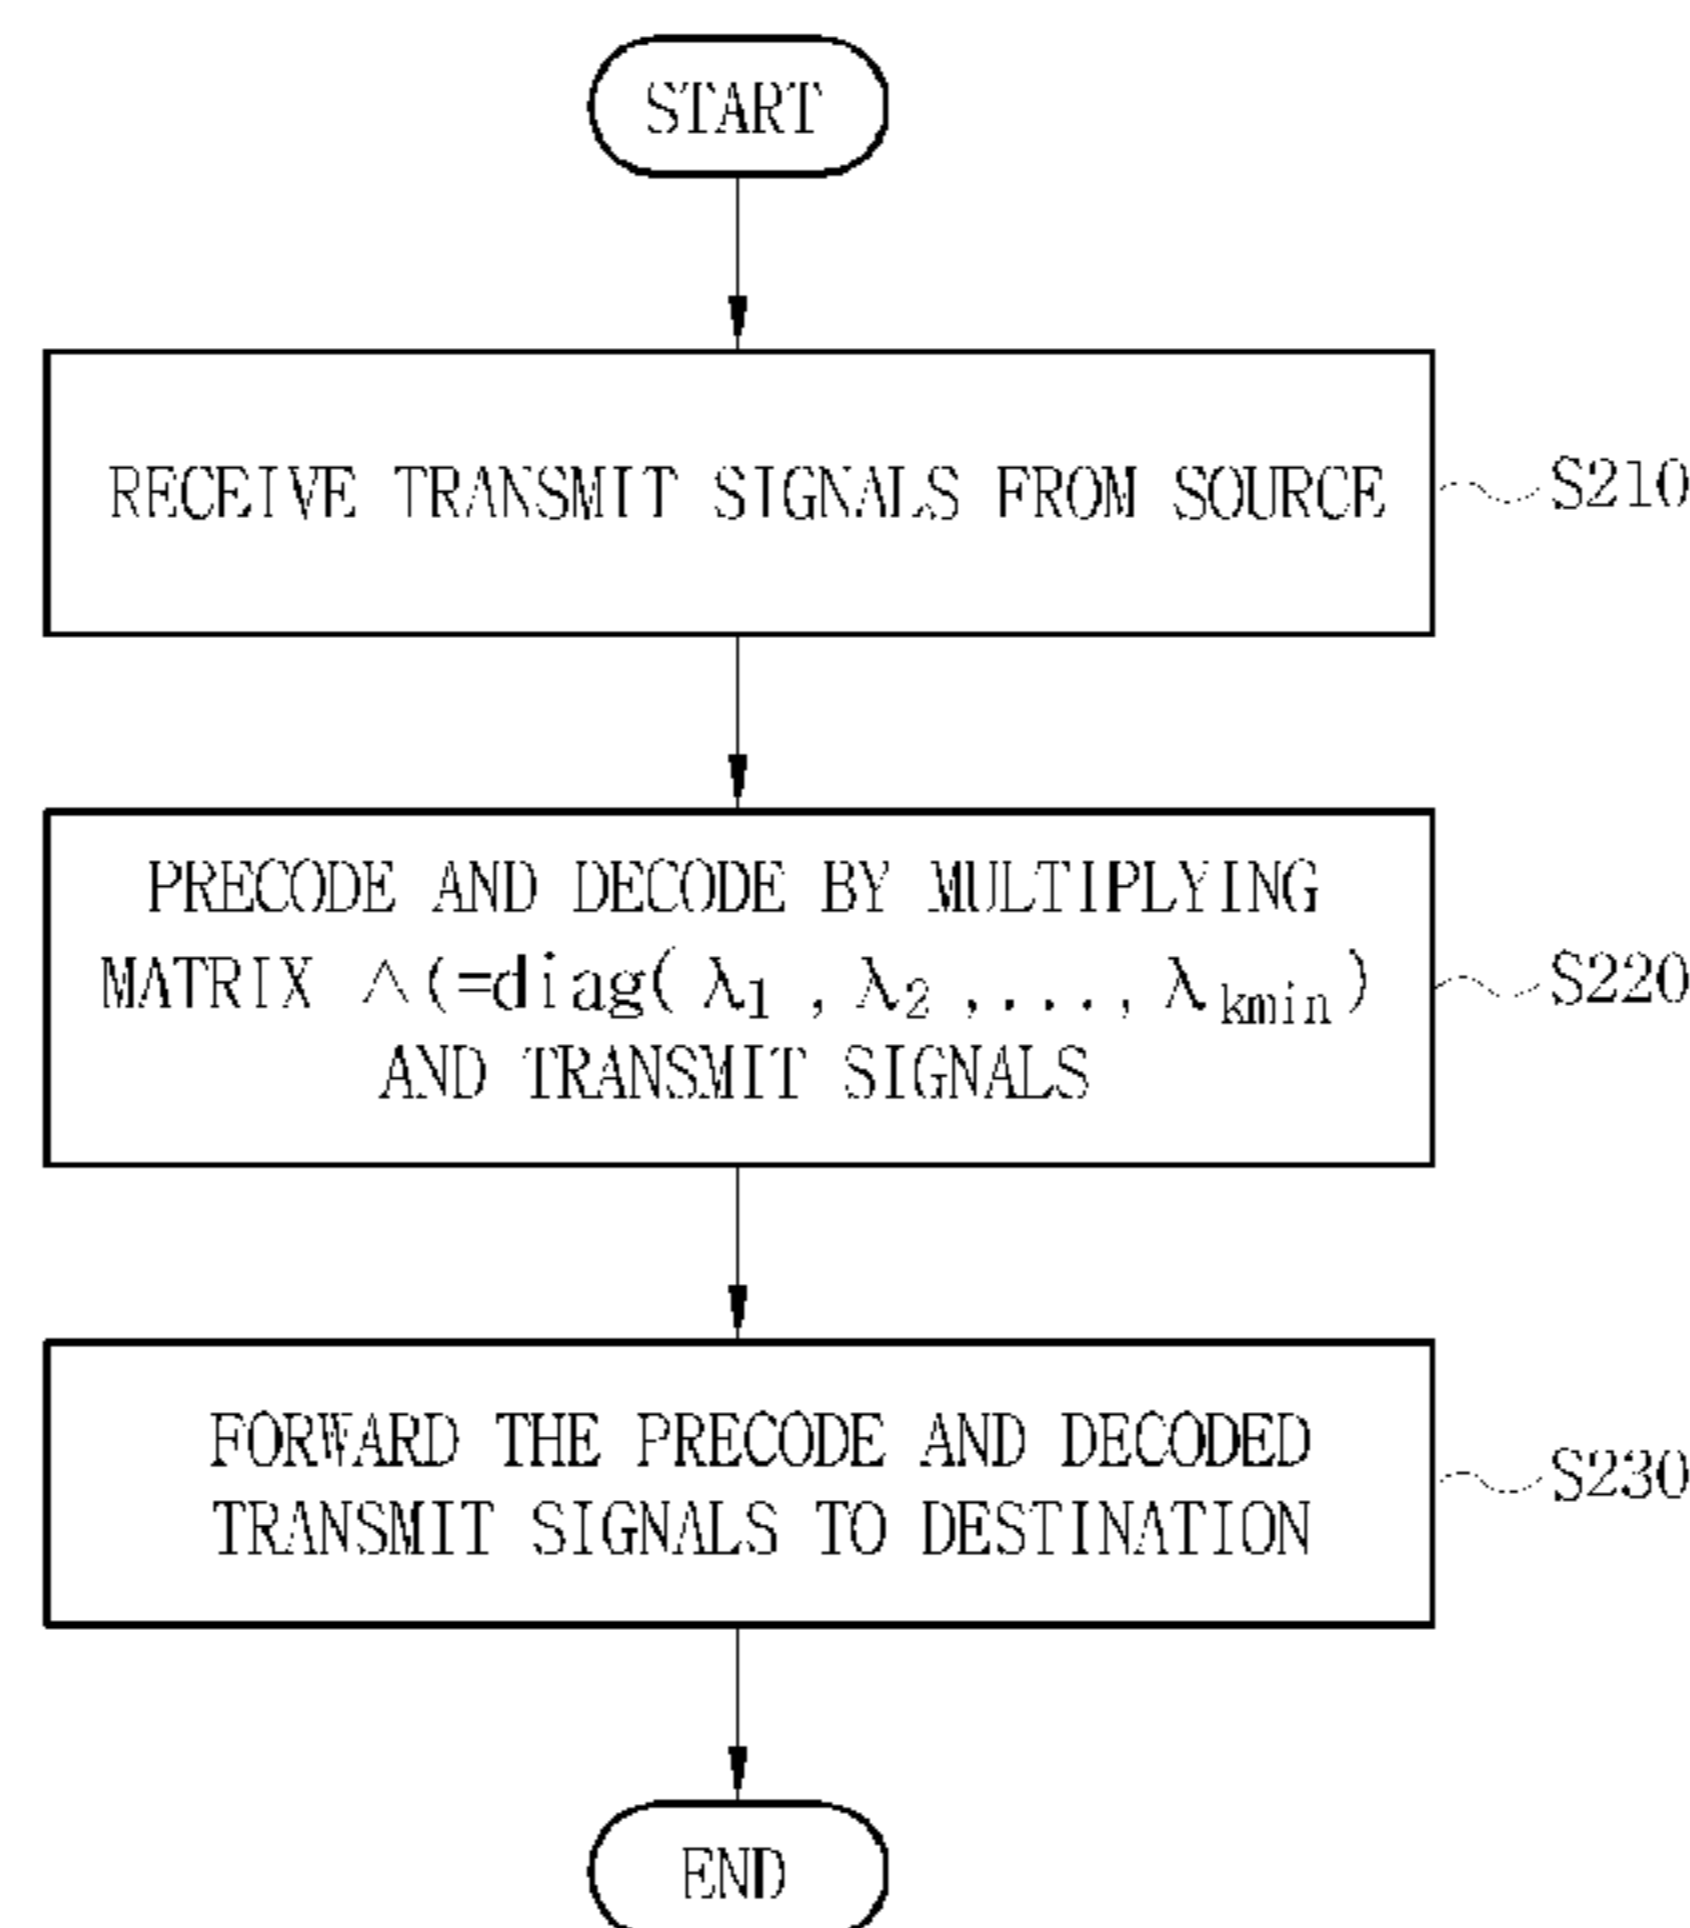 START
RECEIVE TRANSMIT SIGNALS FROM SOURCE
S210
PRECODE AND DECODE BY MULTIPLYING
MATRIX ∧(=diag(λ1 , λ2 ,..., λkmin)
AND TRANSMIT SIGNALS
S220
FORWARD THE PRECODE AND DECODED
TRANSMIT SIGNALS TO DESTINATION
S230
END